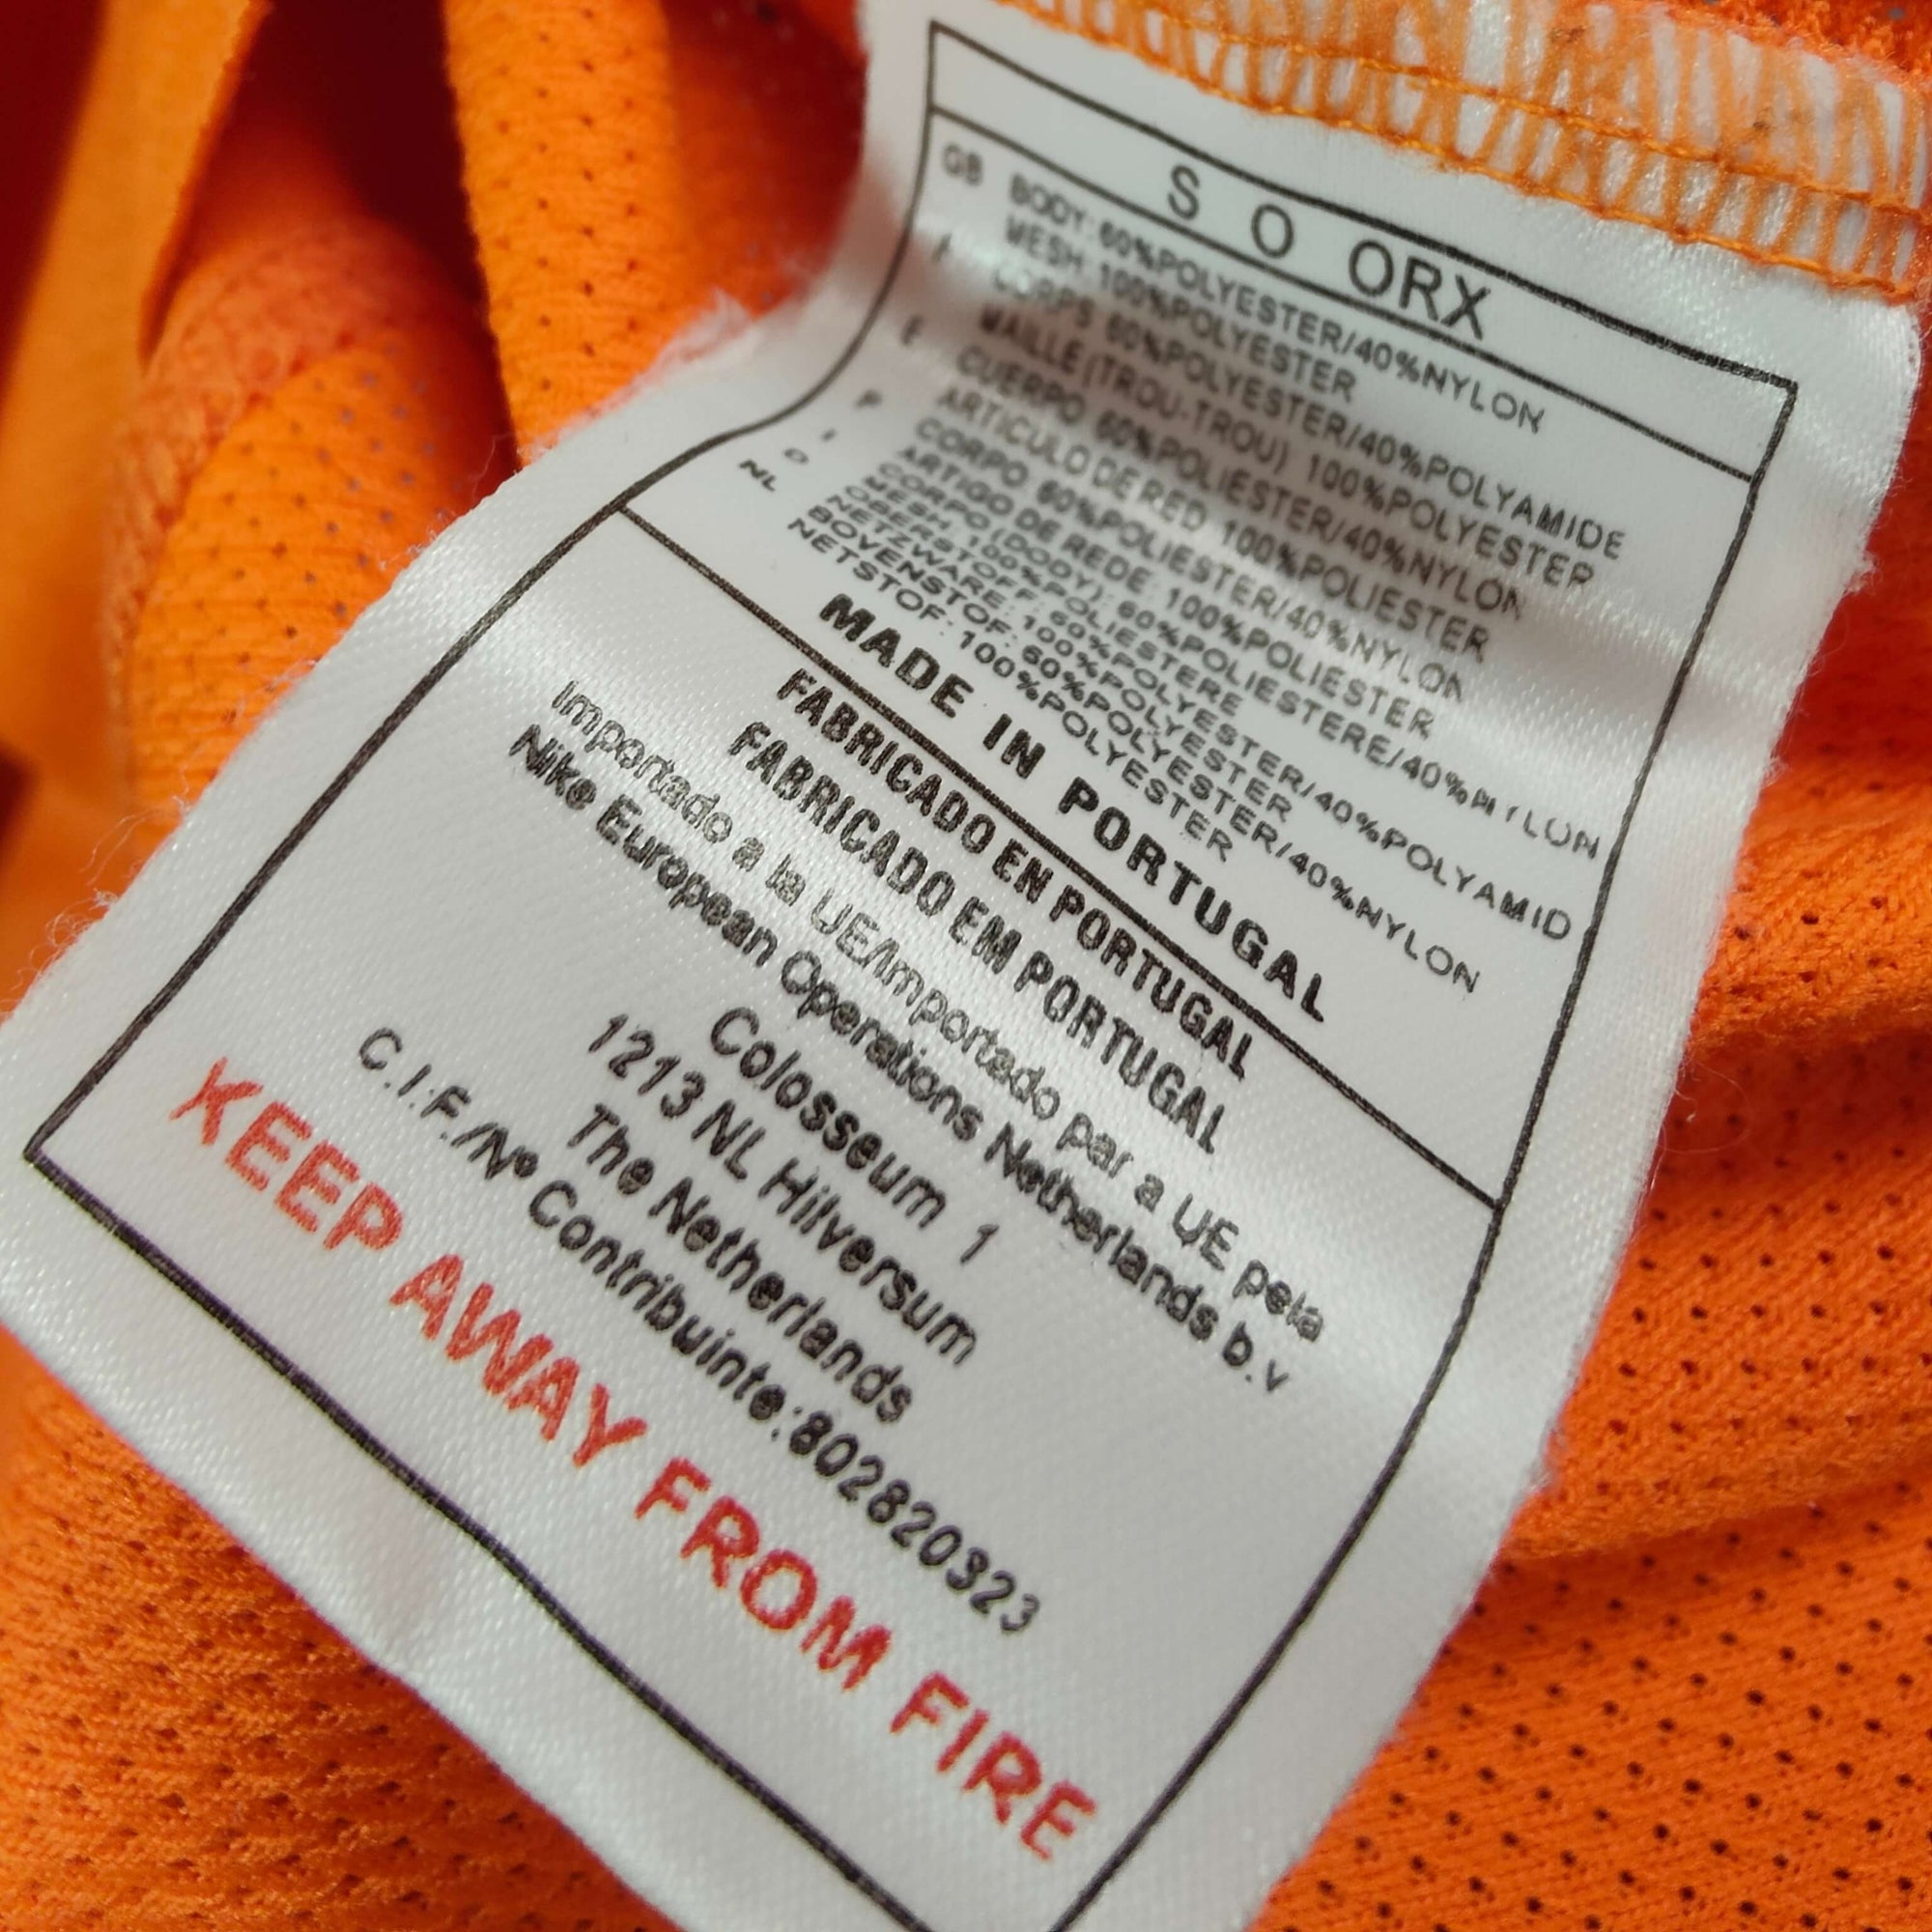 S O ORX
GB BODY: 60%POLYESTER/40%NYLON
MESH: 100%POLYESTER
F CORPS: 60%POLYESTER/40%POLYAMIDE
MAILLE (TROU-TROU) 100%POLYESTER
E CUERPO: 60%POLIESTER/40%NYLON
ARTICULO DE RED: 100%POLIESTER
P CORPO: 60%POLIESTER/40%NYLON
ARTIGO DE REDE: 100%POLIESTER
I CORPO (DODY): 60%POLIESTERE/40%NYLON
MESH: 100%POLIESTERE
D OBERSTOFF: 60%POLYESTER/40%POLYAMID
NETZWARE: 100%POLYESTER
NL BOVENSTOF: 60%POLYESTER/40%NYLON
NETSTOF: 100%POLYESTER
MADE IN PORTUGAL
FABRICADO EN PORTUGAL
FABRICADO EM PORTUGAL
Importado a la UE/Importado par a UE pela
Nike European Operations Netherlands b.v
Colosseum 1
1213 NL Hilversum
The Netherlands
C.I.F./Nº Contribuinte:802820323
KEEP AWAY FROM FIRE